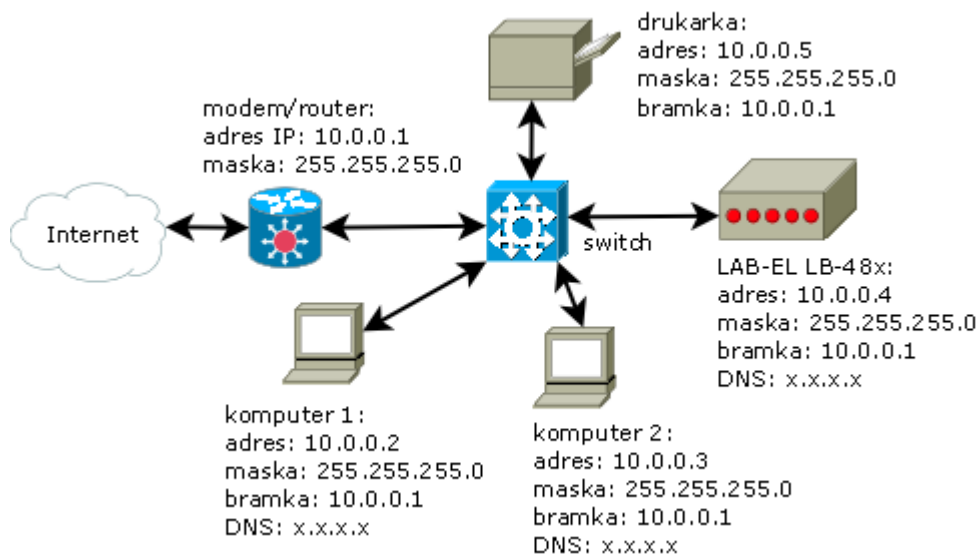 drukarka:
adres: 10.0.0.5
maska: 255.255.255.0
bramka: 10.0.0.1
modem/router:
adres IP: 10.0.0.1
maska: 255.255.255.0
Internet
switch
LAB-EL LB-48x:
adres: 10.0.0.4
maska: 255.255.255.0
bramka: 10.0.0.1
DNS: x.x.x.x
komputer 1:
adres: 10.0.0.2
maska: 255.255.255.0
bramka: 10.0.0.1
DNS: x.x.x.x
komputer 2:
adres: 10.0.0.3
maska: 255.255.255.0
bramka: 10.0.0.1
DNS: x.x.x.x